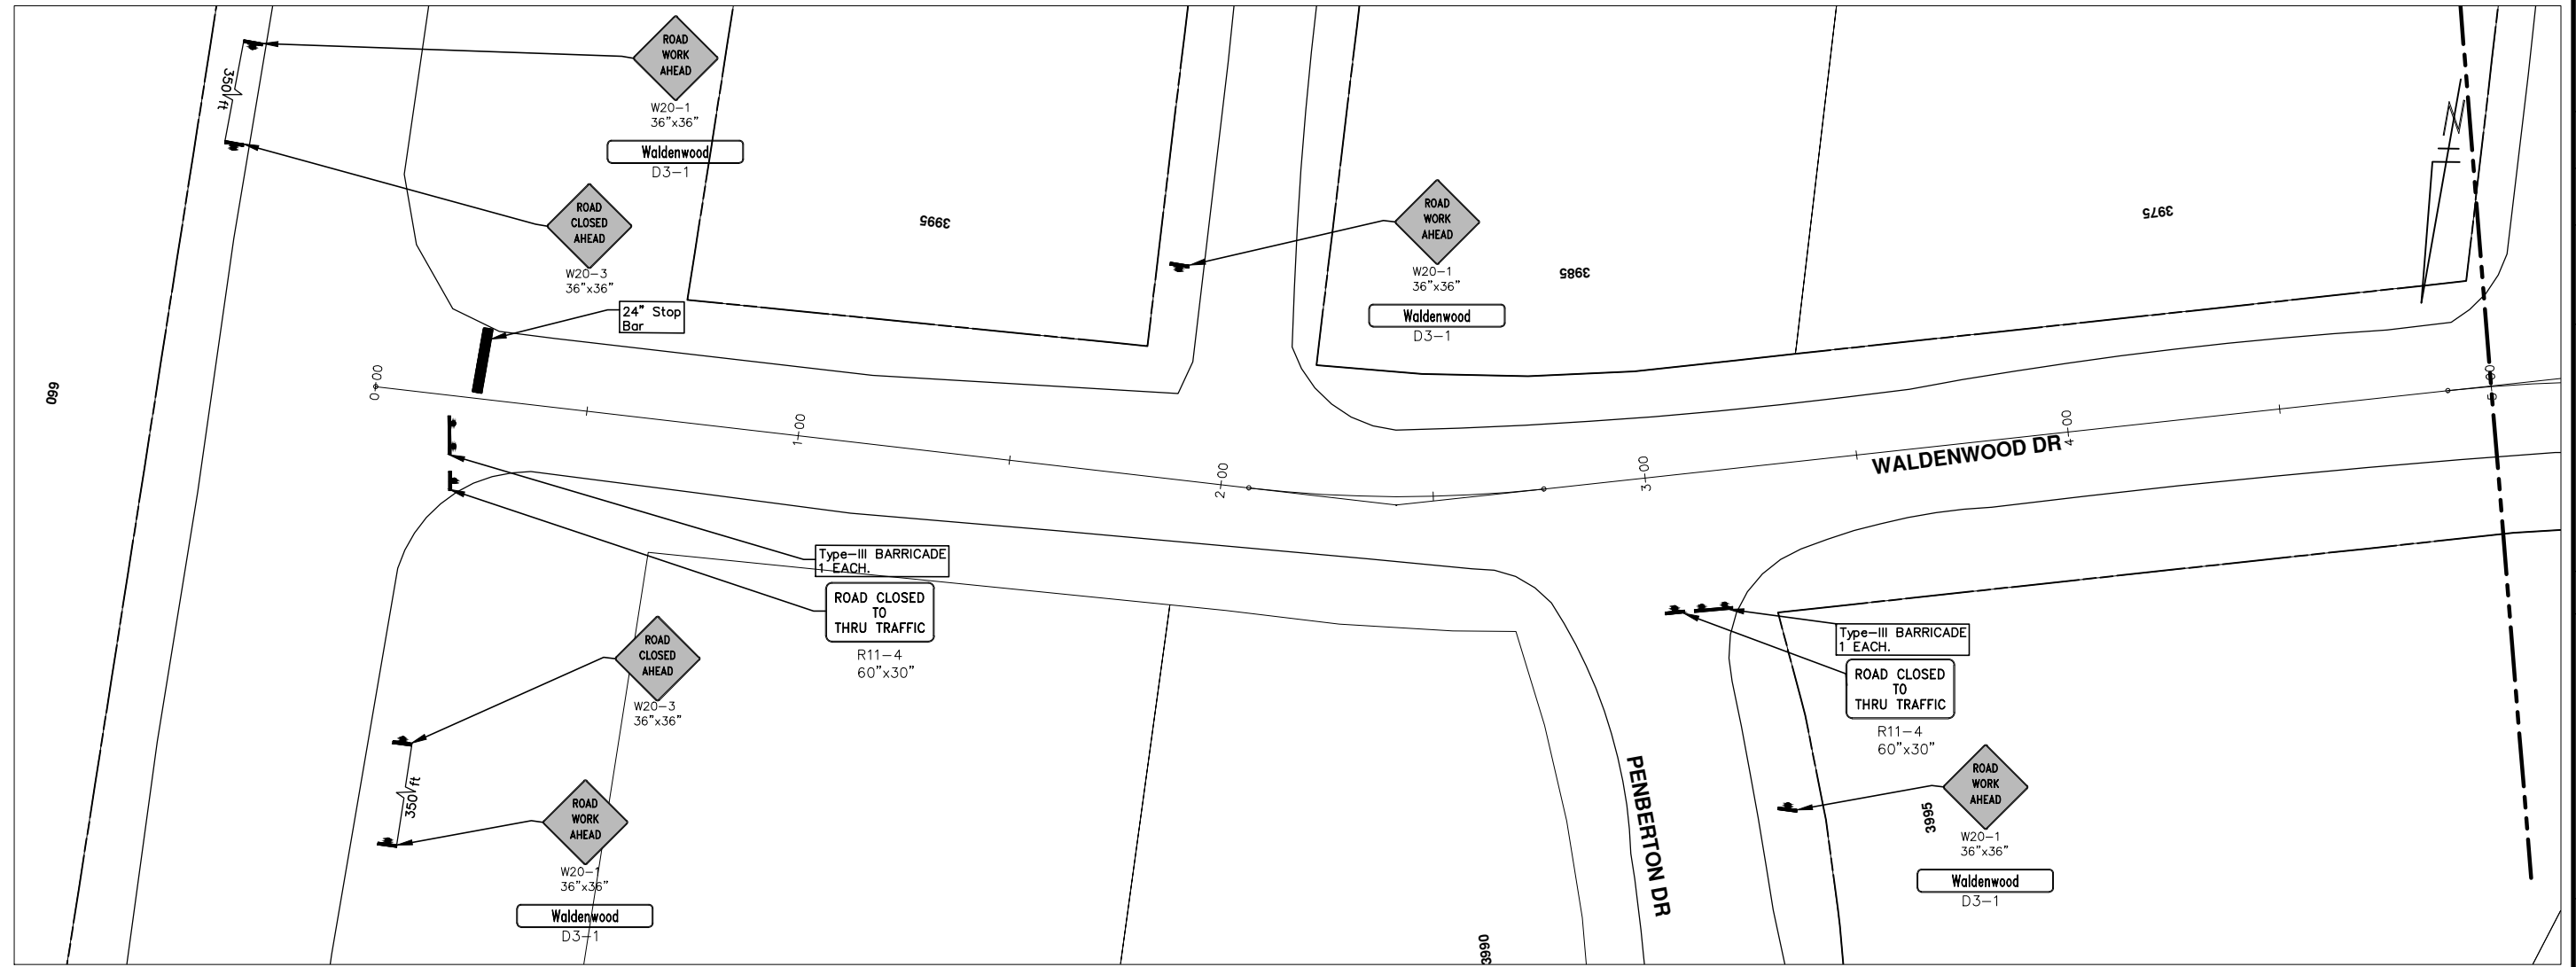 ROAD
WORK
AHEAD
W20-1
36"x36"
Waldenwood
D3-1
350 ft
ROAD
CLOSED
AHEAD
W20-3
36"x36"
24" Stop
Bar
3995
ROAD
WORK
AHEAD
W20-1
36"x36"
Waldenwood
D3-1
3985
3975
N
660
0+00
1+00
2+00
3+00
4+00
5+00
WALDENWOOD DR
Type-III BARRICADE
1 EACH.
ROAD CLOSED
TO
THRU TRAFFIC
R11-4
60"x30"
ROAD
CLOSED
AHEAD
W20-3
36"x36"
350 ft
ROAD
WORK
AHEAD
W20-1
36"x36"
Waldenwood
D3-1
PENBERTON DR
3990
Type-III BARRICADE
1 EACH.
ROAD CLOSED
TO
THRU TRAFFIC
R11-4
60"x30"
ROAD
WORK
AHEAD
W20-1
36"x36"
3995
Waldenwood
D3-1